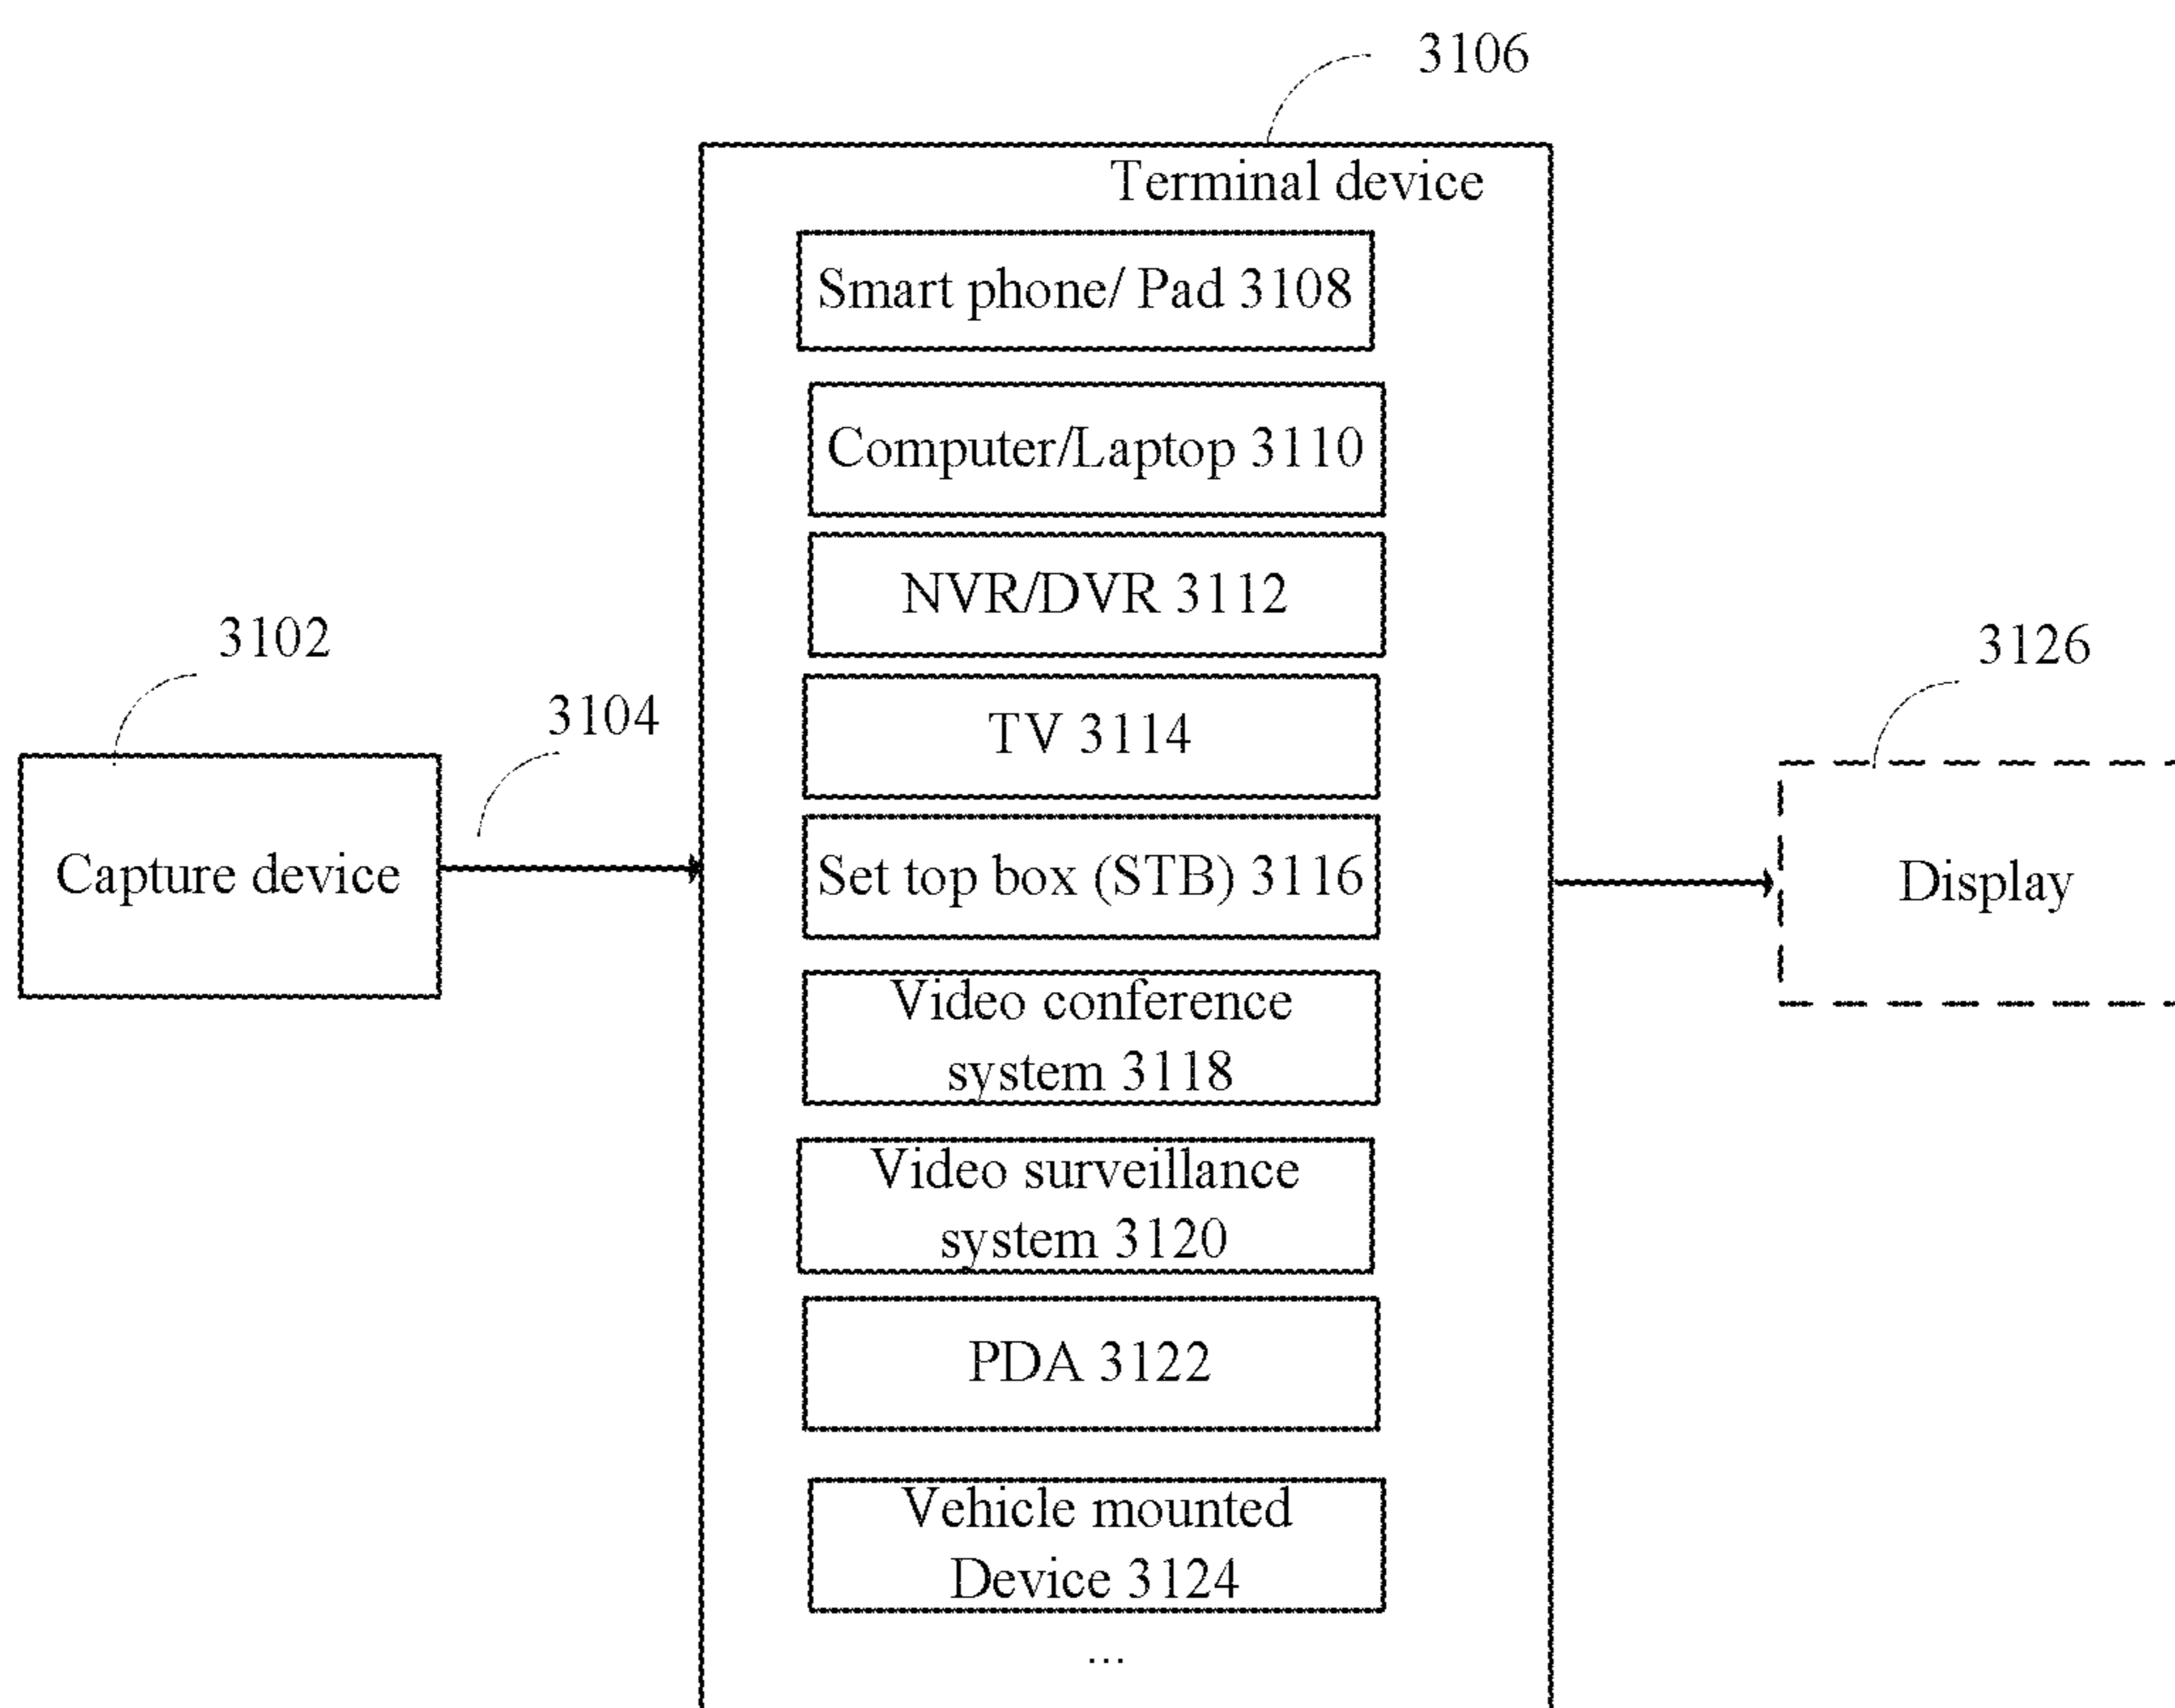 3106
Terminal device
Smart phone/ Pad 3108
Computer/Laptop 3110
NVR/DVR 3112
3102
3104
3126
TV 3114
Capture device
Set top box (STB) 3116
Display
Video conference
system 3118
Video surveillance
system 3120
PDA 3122
Vehicle mounted
Device 3124
...